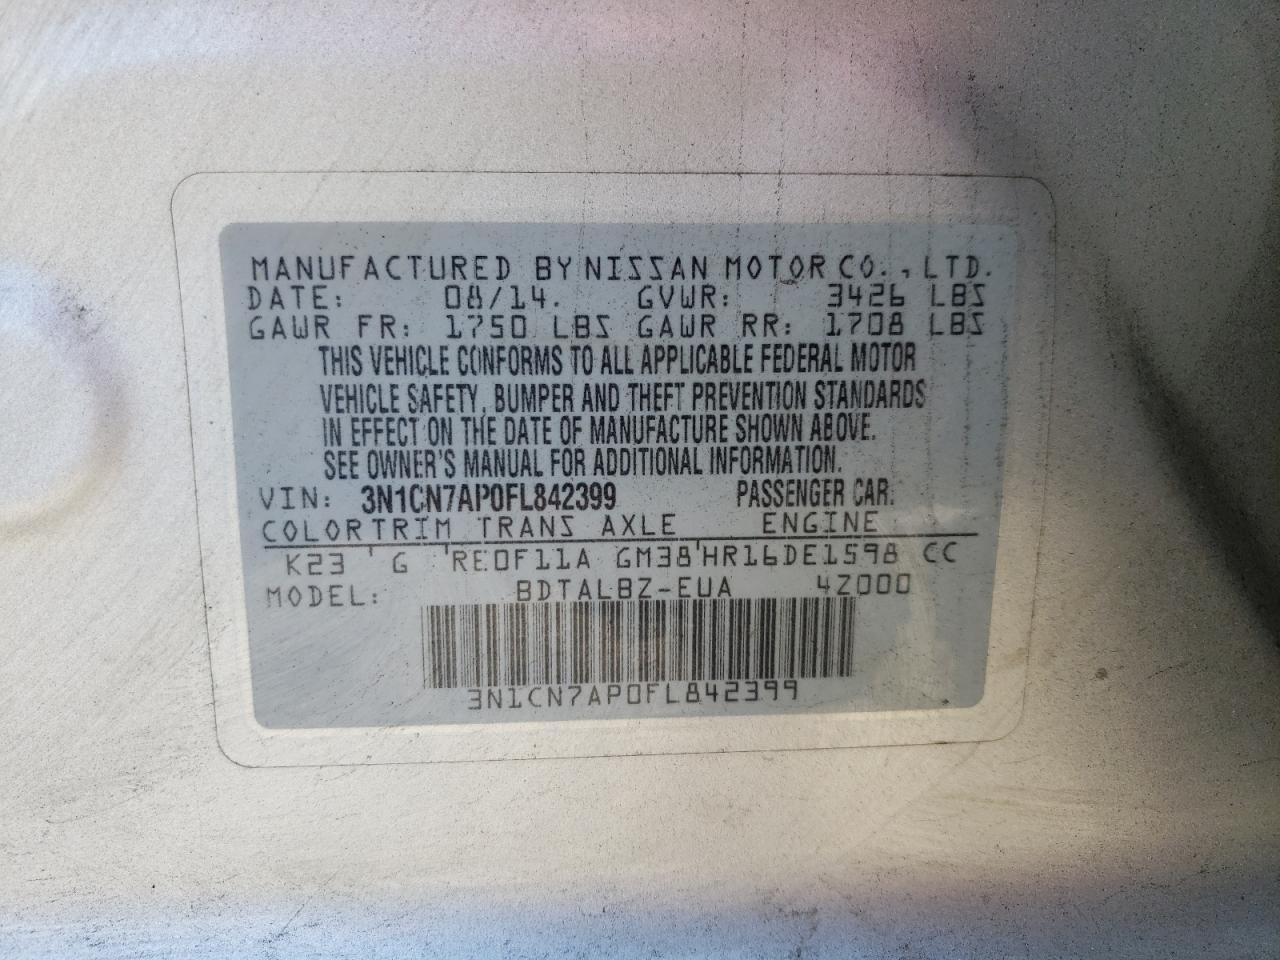 MANUFACTURED BY NISSAN MOTOR CO., LTD.
DATE: 08/14. GVWR: 3426 LBS
GAWR FR: 1750 LBS GAWR RR: 1708 LBS
THIS VEHICLE CONFORMS TO ALL APPLICABLE FEDERAL MOTOR
VEHICLE SAFETY, BUMPER AND THEFT PREVENTION STANDARDS
IN EFFECT ON THE DATE OF MANUFACTURE SHOWN ABOVE.
SEE OWNER'S MANUAL FOR ADDITIONAL INFORMATION.
VIN: 3N1CN7AP0FL842399 PASSENGER CAR.
COLOR TRIM TRANS AXLE ENGINE
K23 ' G 'RE0F11A GM38'HR16DE1598 CC
MODEL: BDTALBZ-EUA 4Z000
3N1CN7AP0FL842399